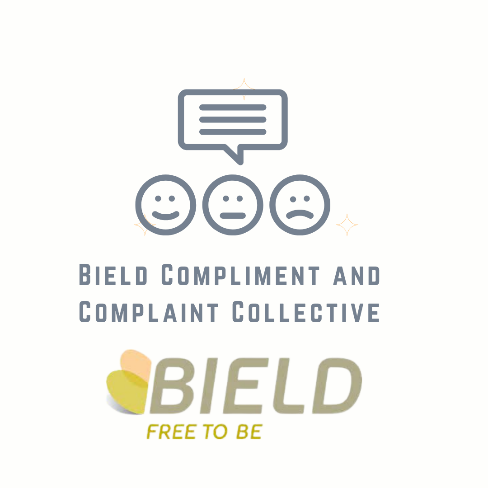 Bield Compliment and
Complaint Collective
BIELD
FREE TO BE